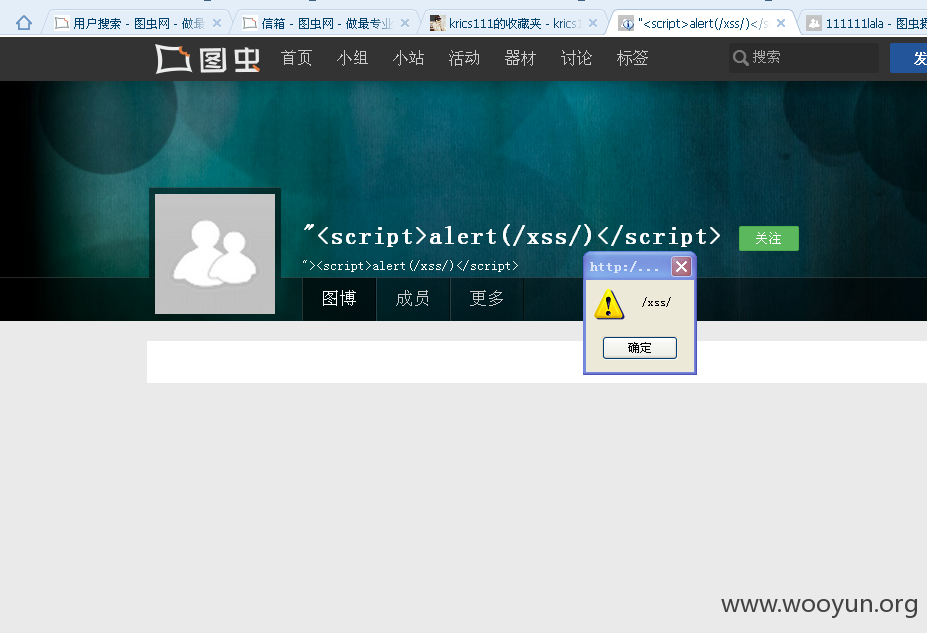 用户搜索 - 图虫网 - 做最
信箱 - 图虫网 - 做最专业
krics111的收藏夹 - krics1
"<script>alert(/xss/)</s
111111lala - 图虫摄
图虫 首页 小组 小站 活动 器材 讨论 标签 搜索 发
"<script>alert(/xss/)</script> 关注
"><script>alert(/xss/)</script>
http:/...
/xss/
确定
图博 成员 更多
www.wooyun.org